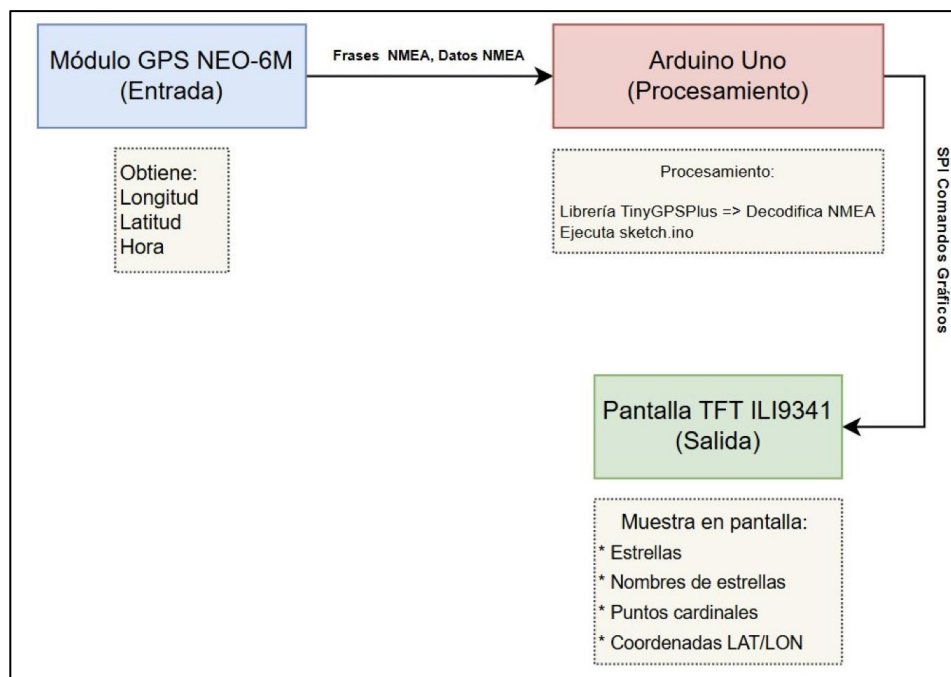 Módulo GPS NEO-6M
(Entrada)
Frases NMEA, Datos NMEA
Arduino Uno
(Procesamiento)
SPI Comandos Gráficos
Obtiene:
Longitud
Latitud
Hora
Procesamiento:
Librería TinyGPSPlus => Decodifica NMEA
Ejecuta sketch.ino
Pantalla TFT ILI9341
(Salida)
Muestra en pantalla:
* Estrellas
* Nombres de estrellas
* Puntos cardinales
* Coordenadas LAT/LON